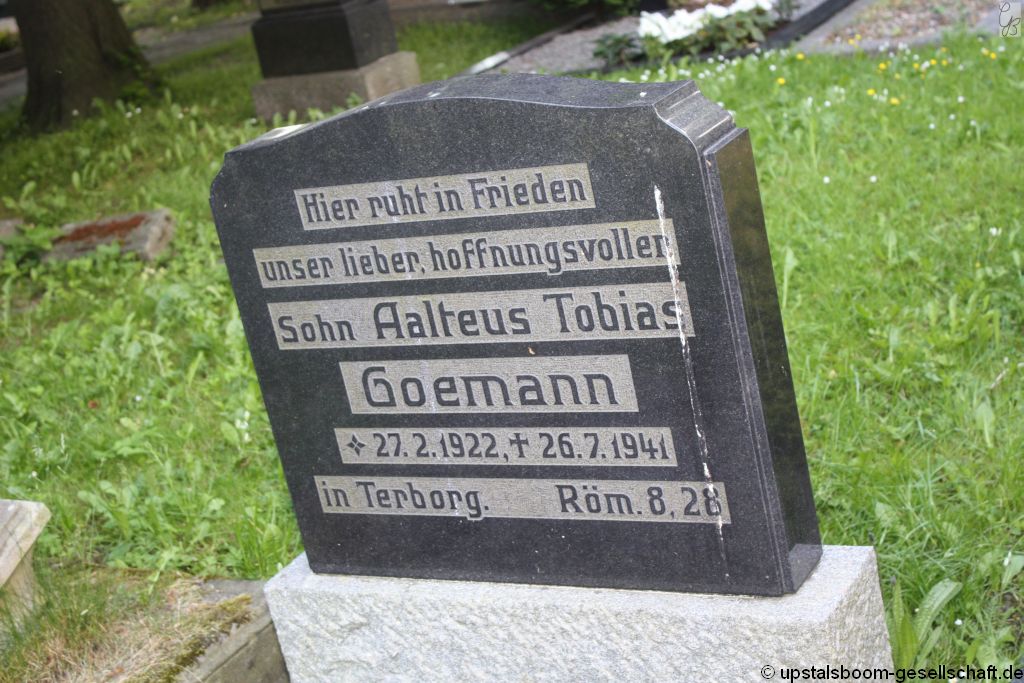 Hier ruht in Frieden
unser lieber, hoffnungsvoller
Sohn Aalteus Tobias
Goemann
✧ 27.2.1922, ✝ 26.7.1941
in Terborg. Röm. 8, 28
© upstalsboom-gesellschaft.de